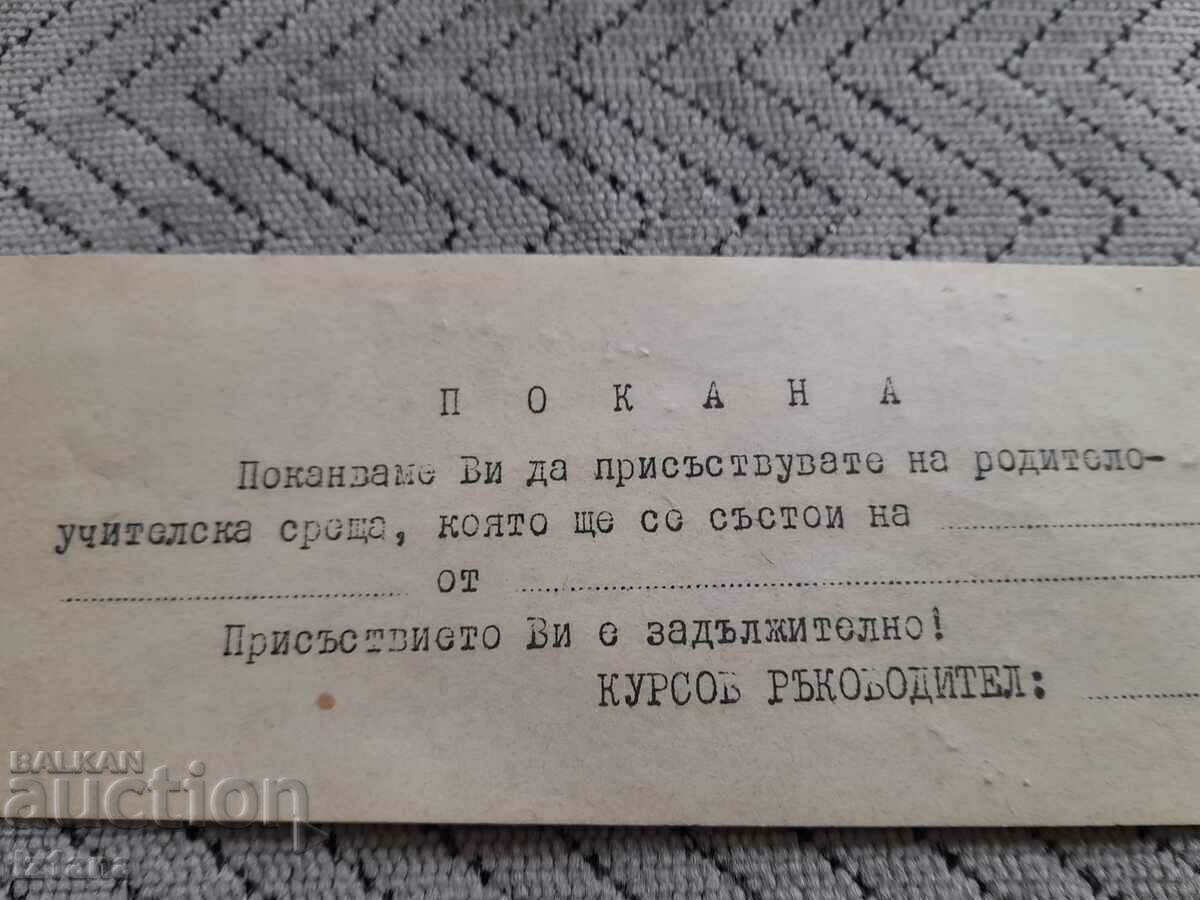 П О К А Н А
Поканваме Ви да присъствувате на родитело-
учителска среща, която ще се състои на ....................
.................... от ....................
Присъствието Ви е задължително!
КУРСОВ РЪКОВОДИТЕЛ: ..........
BALKAN
auction
izfara